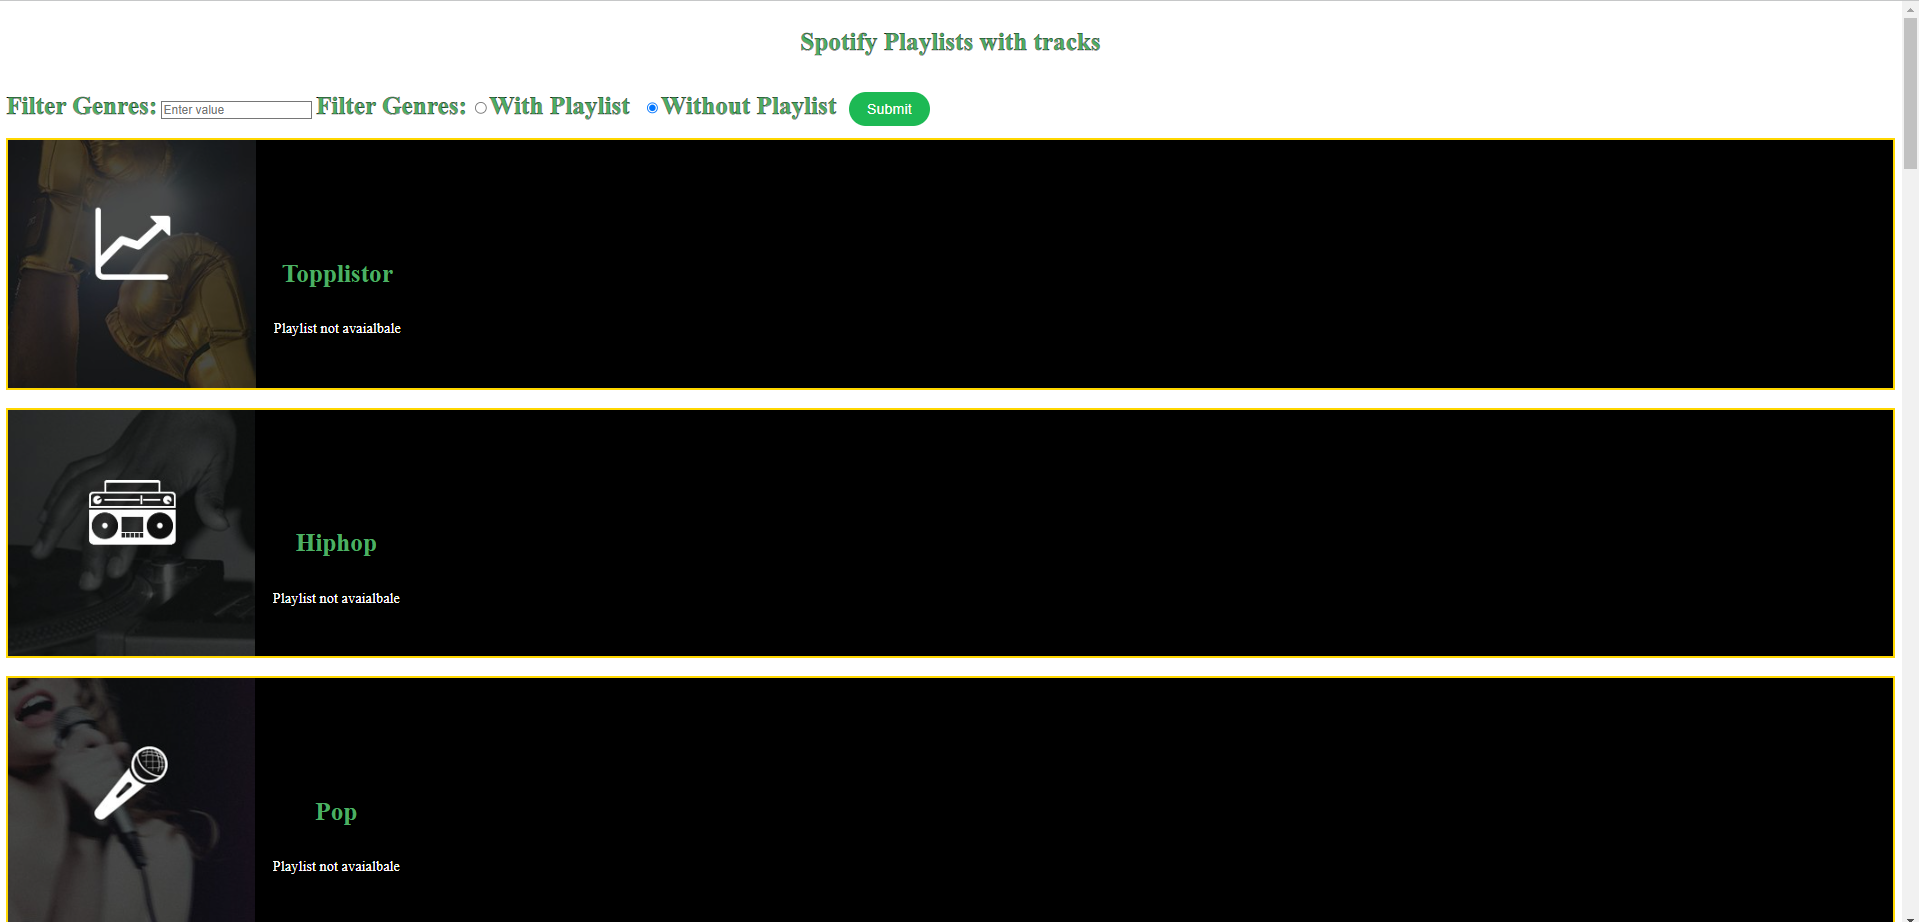 Spotify Playlists with tracks
Filter Genres: Enter value Filter Genres: With Playlist Without Playlist Submit
Topplistor
Playlist not avaialbale
Hiphop
Playlist not avaialbale
Pop
Playlist not avaialbale